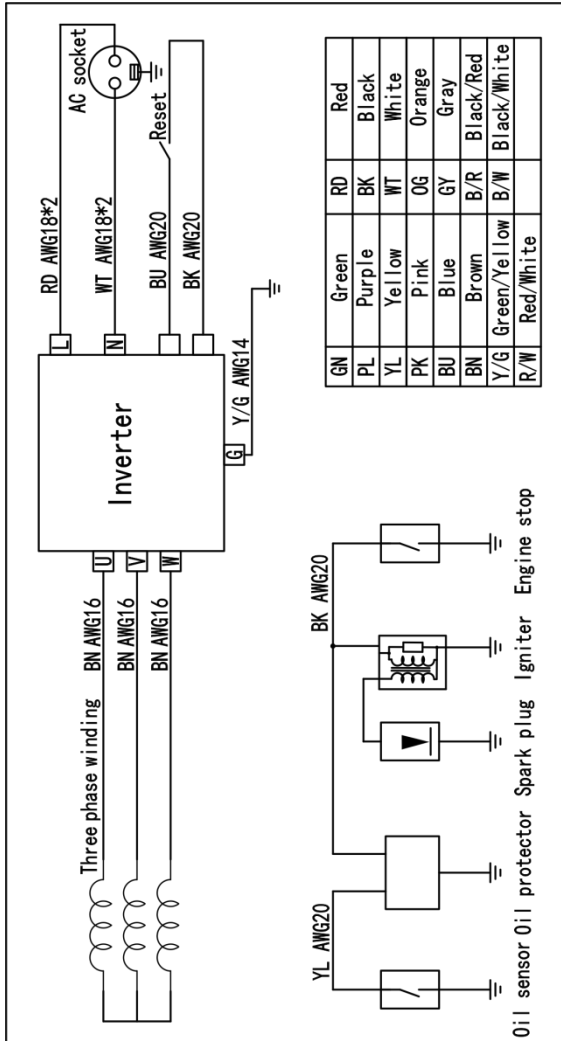 Three phase winding
BN AWG16
BN AWG16
BN AWG16
U
V
W
Inverter
L
N
G
RD AWG18*2
WT AWG18*2
BU AWG20
BK AWG20
Y/G AWG14
AC socket
Reset
YL AWG20
BK AWG20
Oil sensor
Oil protector
Spark plug
Igniter
Engine stop
GN Green RD Red
PL Purple BK Black
YL Yellow WT White
PK Pink OG Orange
BU Blue GY Gray
BN Brown B/R Black/Red
Y/G Green/Yellow B/W Black/White
R/W Red/White